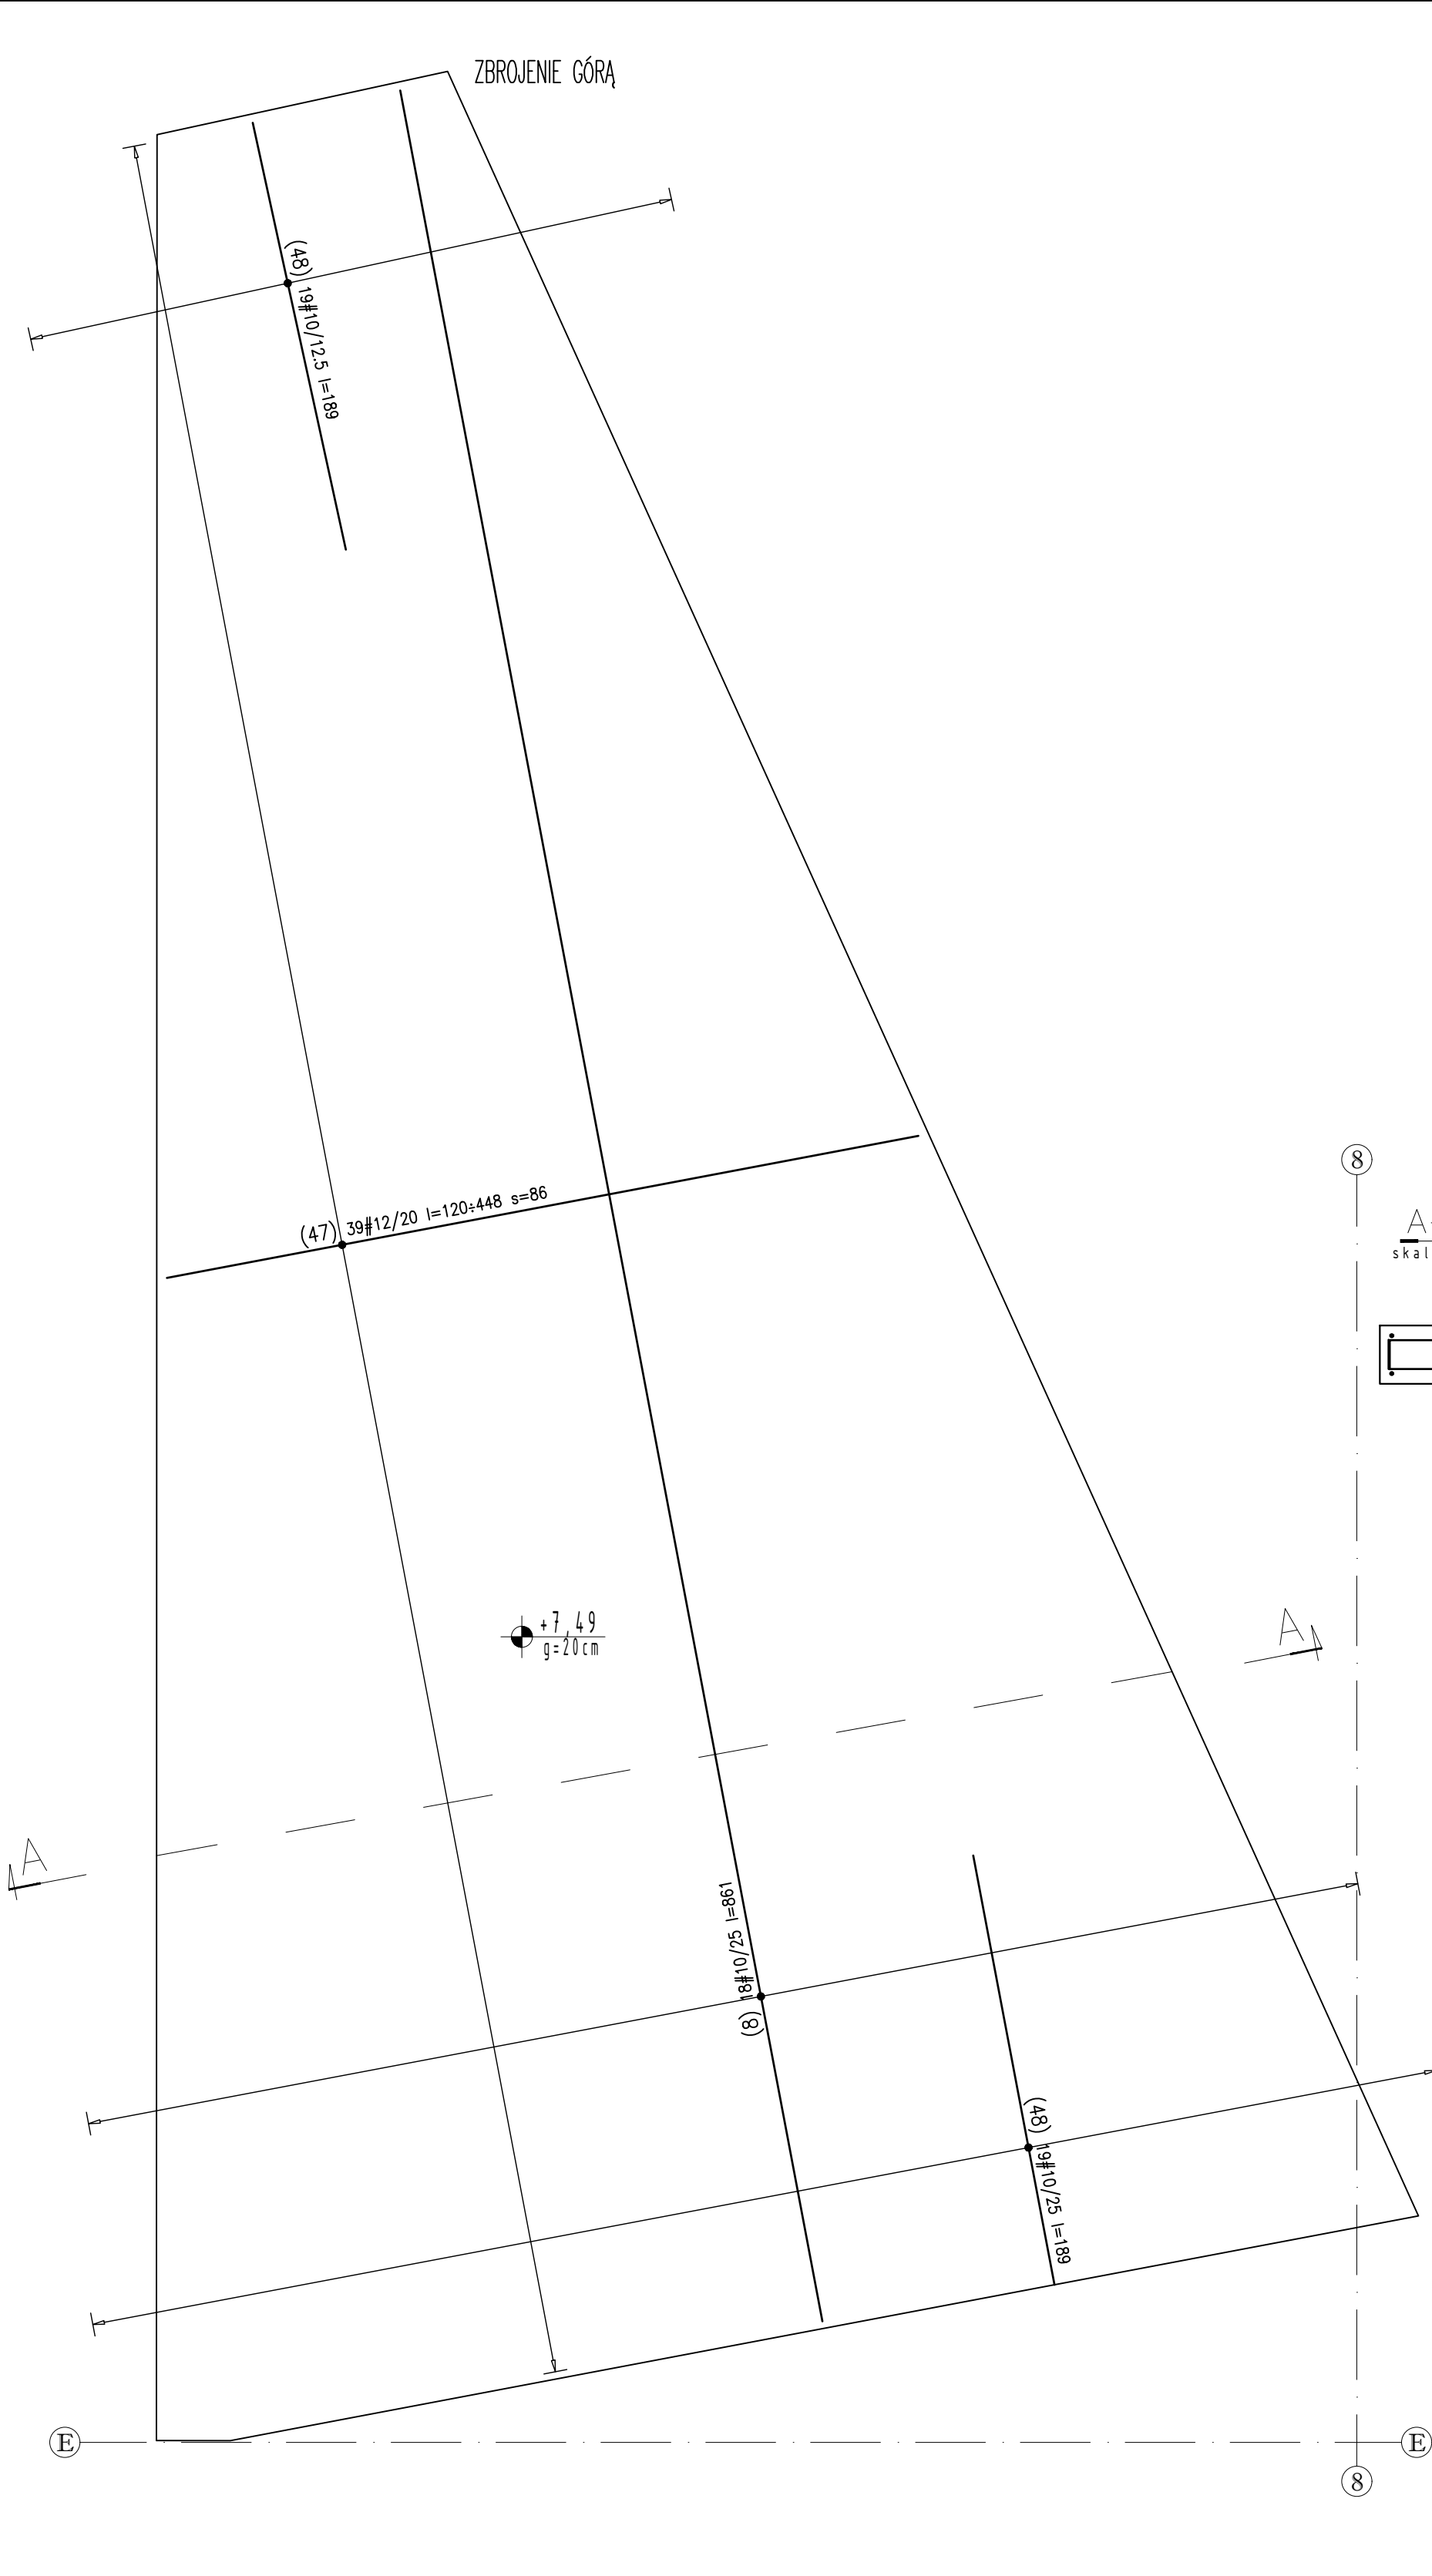 ZBROJENIE GÓRĄ
(48) 19#10/12.5 l=189
(47) 39#12/20 l=120÷448 s=86
8
A-
skal
+7,49
g=20cm
A
A
(8) 18#10/25 l=861
(48) 19#10/25 l=189
E
E
8